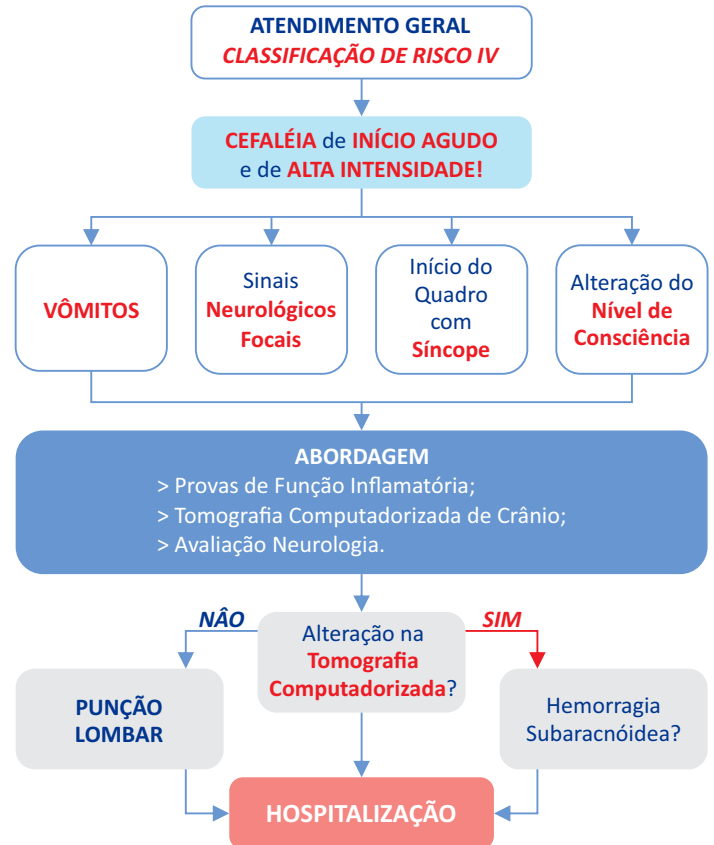 ATENDIMENTO GERAL
CLASSIFICAÇÃO DE RISCO IV
CEFALÉIA de INÍCIO AGUDO
e de ALTA INTENSIDADE!
VÔMITOS
Sinais
Neurológicos
Focais
Início do
Quadro
com
Síncope
Alteração do
Nível de
Consciência
ABORDAGEM
> Provas de Função Inflamatória;
> Tomografia Computadorizada de Crânio;
> Avaliação Neurologia.
NÂO
Alteração na
Tomografia
Computadorizada?
SIM
PUNÇÃO
LOMBAR
Hemorragia
Subaracnóidea?
HOSPITALIZAÇÃO